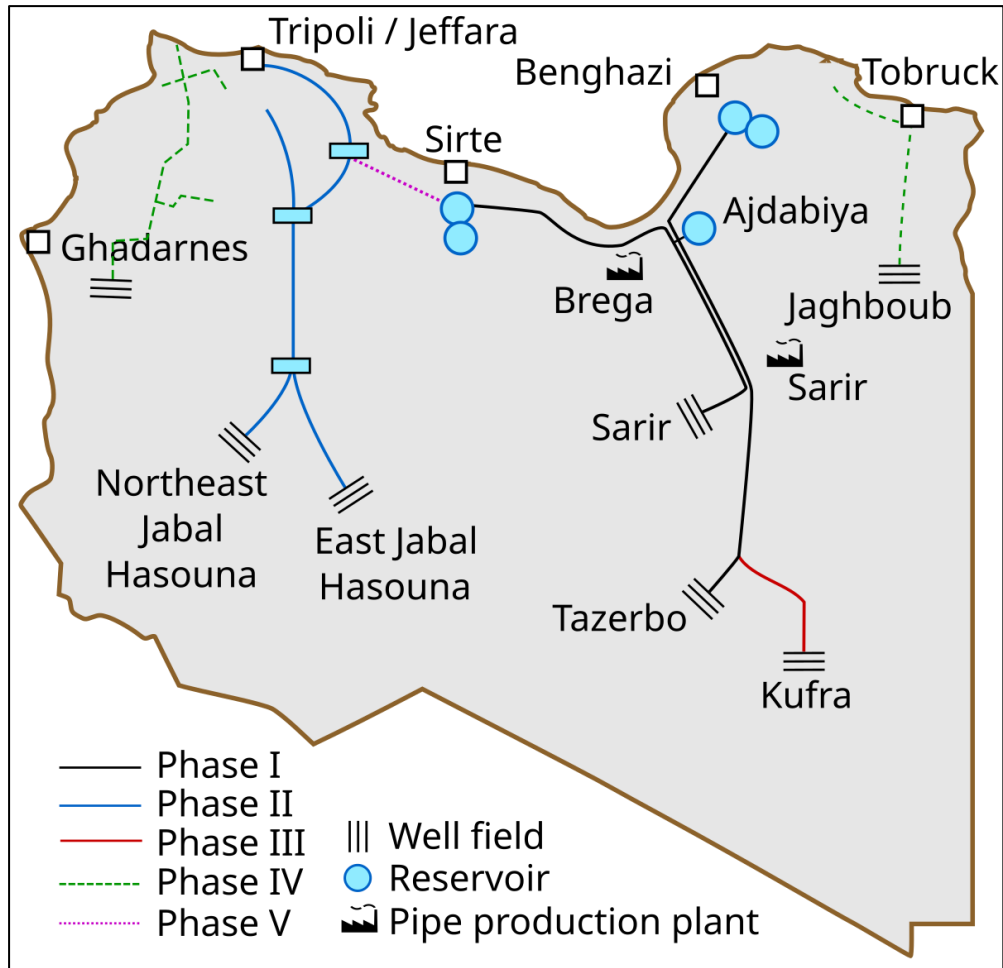 Tripoli / Jeffara
Benghazi
Tobruck
Sirte
Ajdabiya
Ghadarnes
Brega
Jaghboub
Sarir
Sarir
Northeast
Jabal
Hasouna
East Jabal
Hasouna
Tazerbo
Kufra
Phase I
Phase II
Phase III
Phase IV
Phase V
Well field
Reservoir
Pipe production plant